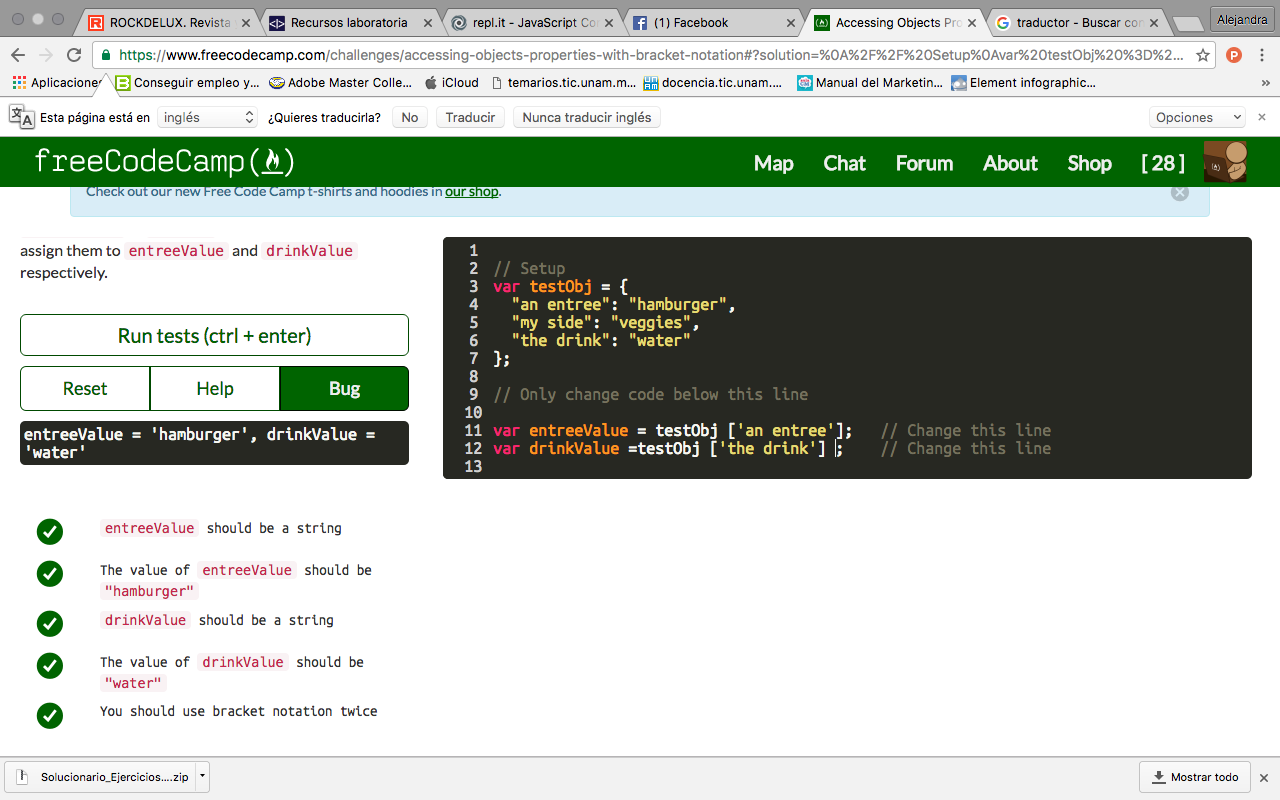 ROCKDELUX. Revista
Recursos laboratoria
repl.it - JavaScript Co
(1) Facebook
Accessing Objects Pro
traductor - Buscar con
Alejandra
https://www.freecodecamp.com/challenges/accessing-objects-properties-with-bracket-notation#?solution=%0A%2F%2F%20Setup%0Avar%20testObj%20%3D%2...
Aplicaciones
Conseguir empleo y...
Adobe Master Colle...
iCloud
temarios.tic.unam.m...
docencia.tic.unam....
Manual del Marketin...
Element infographic...
»
Esta página está en
inglés
¿Quieres traducirla?
No
Traducir
Nunca traducir inglés
Opciones
freeCodeCamp
Map
Chat
Forum
About
Shop
[ 28 ]
Check out our new Free Code Camp t-shirts and hoodies in our shop.
assign them to entreeValue and drinkValue
respectively.
Run tests (ctrl + enter)
Reset
Help
Bug
entreeValue = 'hamburger', drinkValue =
'water'
entreeValue should be a string
The value of entreeValue should be
"hamburger"
drinkValue should be a string
The value of drinkValue should be
"water"
You should use bracket notation twice
1
2 // Setup
3 var testObj = {
4 "an entree": "hamburger",
5 "my side": "veggies",
6 "the drink": "water"
7 };
8
9 // Only change code below this line
10
11 var entreeValue = testObj ['an entree']; // Change this line
12 var drinkValue =testObj ['the drink'] ; // Change this line
13
Solucionario_Ejercicios....zip
Mostrar todo